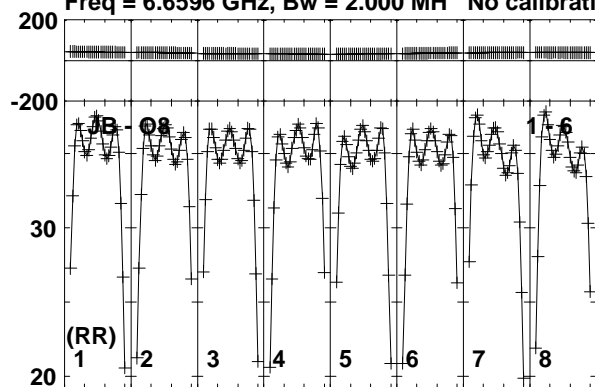 Freq = 6.6596 GHz, Bw = 2.000 MH No calibrati
200
-200
JB - O8 1 - 6
30
(RR)
1 2 3 4 5 6 7 8
20